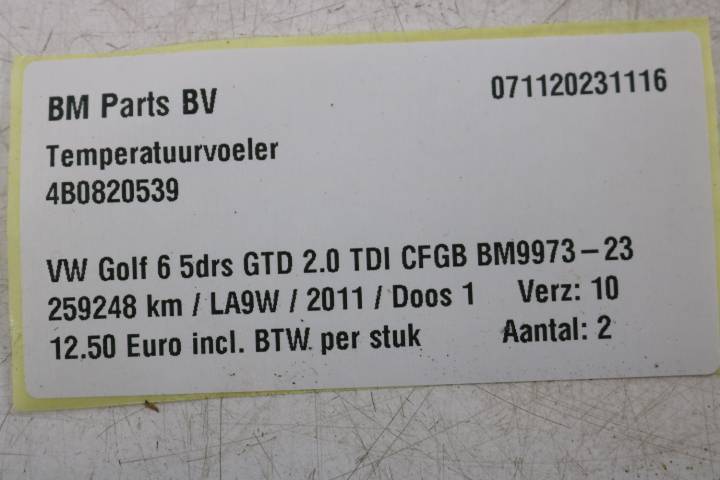 BM Parts BV 071120231116
Temperatuurvoeler
4B0820539
VW Golf 6 5drs GTD 2.0 TDI CFGB BM9973-23
259248 km / LA9W / 2011 / Doos 1 Verz: 10
12.50 Euro incl. BTW. per stuk Aantal: 2